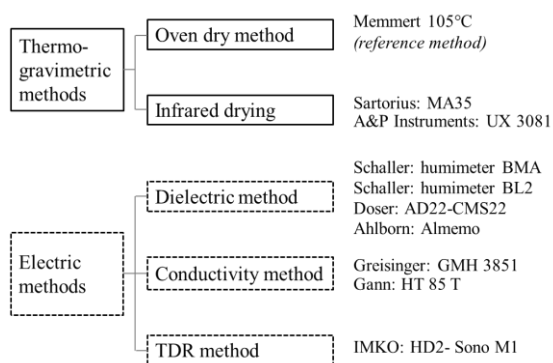 Thermo-
gravimetric
methods
Oven dry method
Memmert 105°C
(reference method)
Infrared drying
Sartorius: MA35
A&P Instruments: UX 3081
Electric
methods
Dielectric method
Schaller: humimeter BMA
Schaller: humimeter BL2
Doser: AD22-CMS22
Ahlborn: Almemo
Conductivity method
Greisinger: GMH 3851
Gann: HT 85 T
TDR method
IMKO: HD2- Sono M1